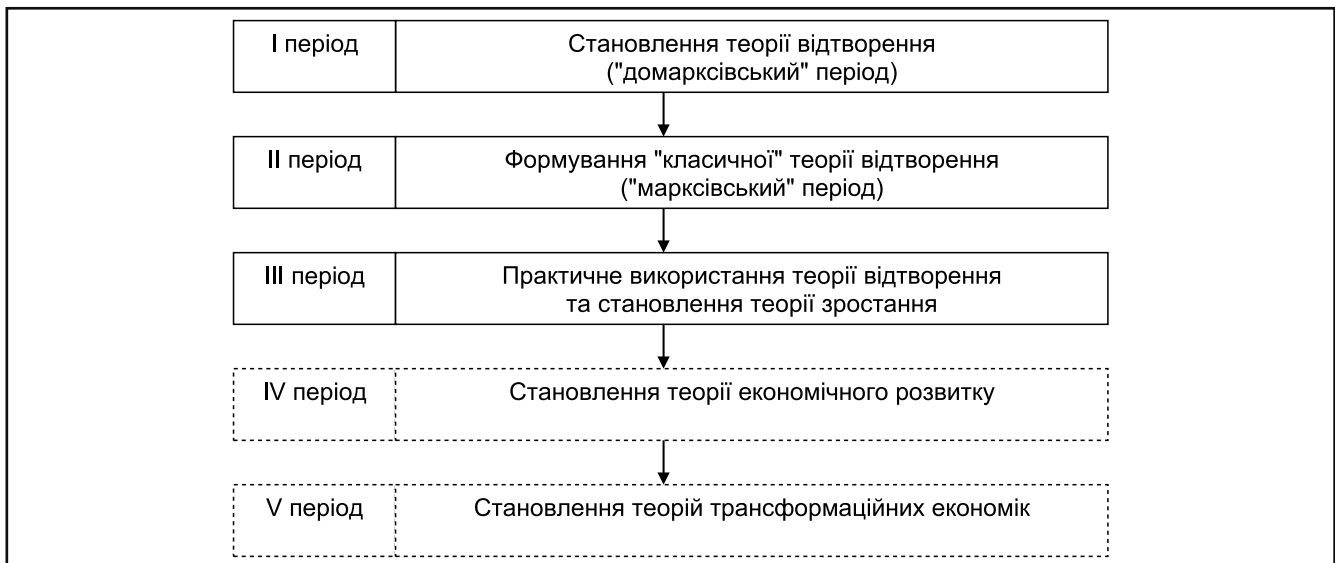 І період
Становлення теорії відтворення
("домарксівський" період)
ІІ період
Формування "класичної" теорії відтворення
("марксівський" період)
ІІІ період
Практичне використання теорії відтворення
та становлення теорії зростання
IV період
Становлення теорії економічного розвитку
V період
Становлення теорій трансформаційних економік